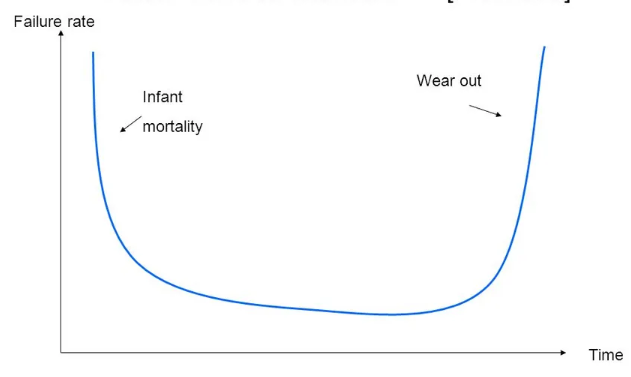 Failure rate
Infant
mortality
Wear out
Time